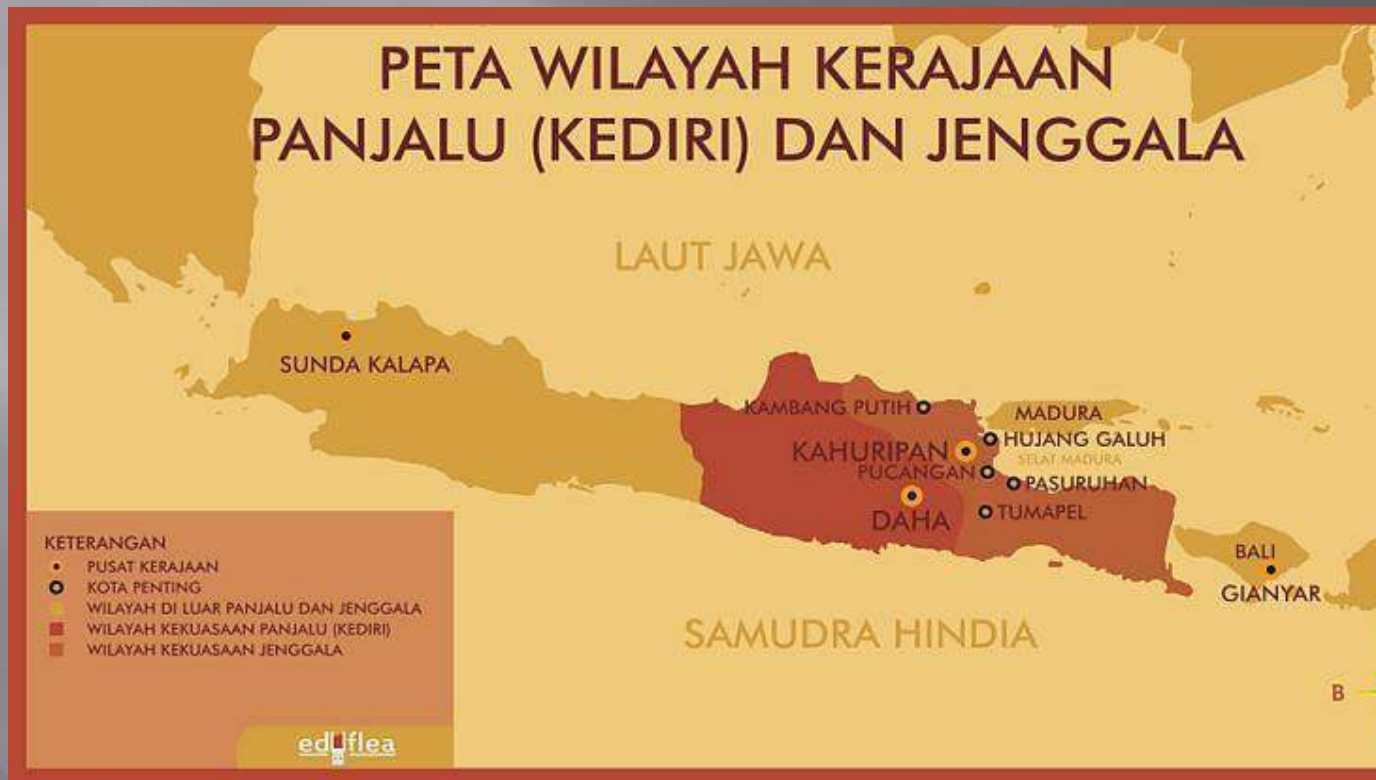 PETA WILAYAH KERAJAAN
PANJALU (KEDIRI) DAN JENGGALA
LAUT JAWA
SUNDA KALAPA
KAMBANG PUTIH
MADURA
HUJANG GALUH
KAHURIPAN
SELAT MADURA
PUCANGAN
PASURUHAN
DAHA
TUMAPEL
BALI
GIANYAR
SAMUDRA HINDIA
KETERANGAN
PUSAT KERAJAAN
KOTA PENTING
WILAYAH DI LUAR PANJALU DAN JENGGALA
WILAYAH KEKUASAAN PANJALU (KEDIRI)
WILAYAH KEKUASAAN JENGGALA
B
eduflea